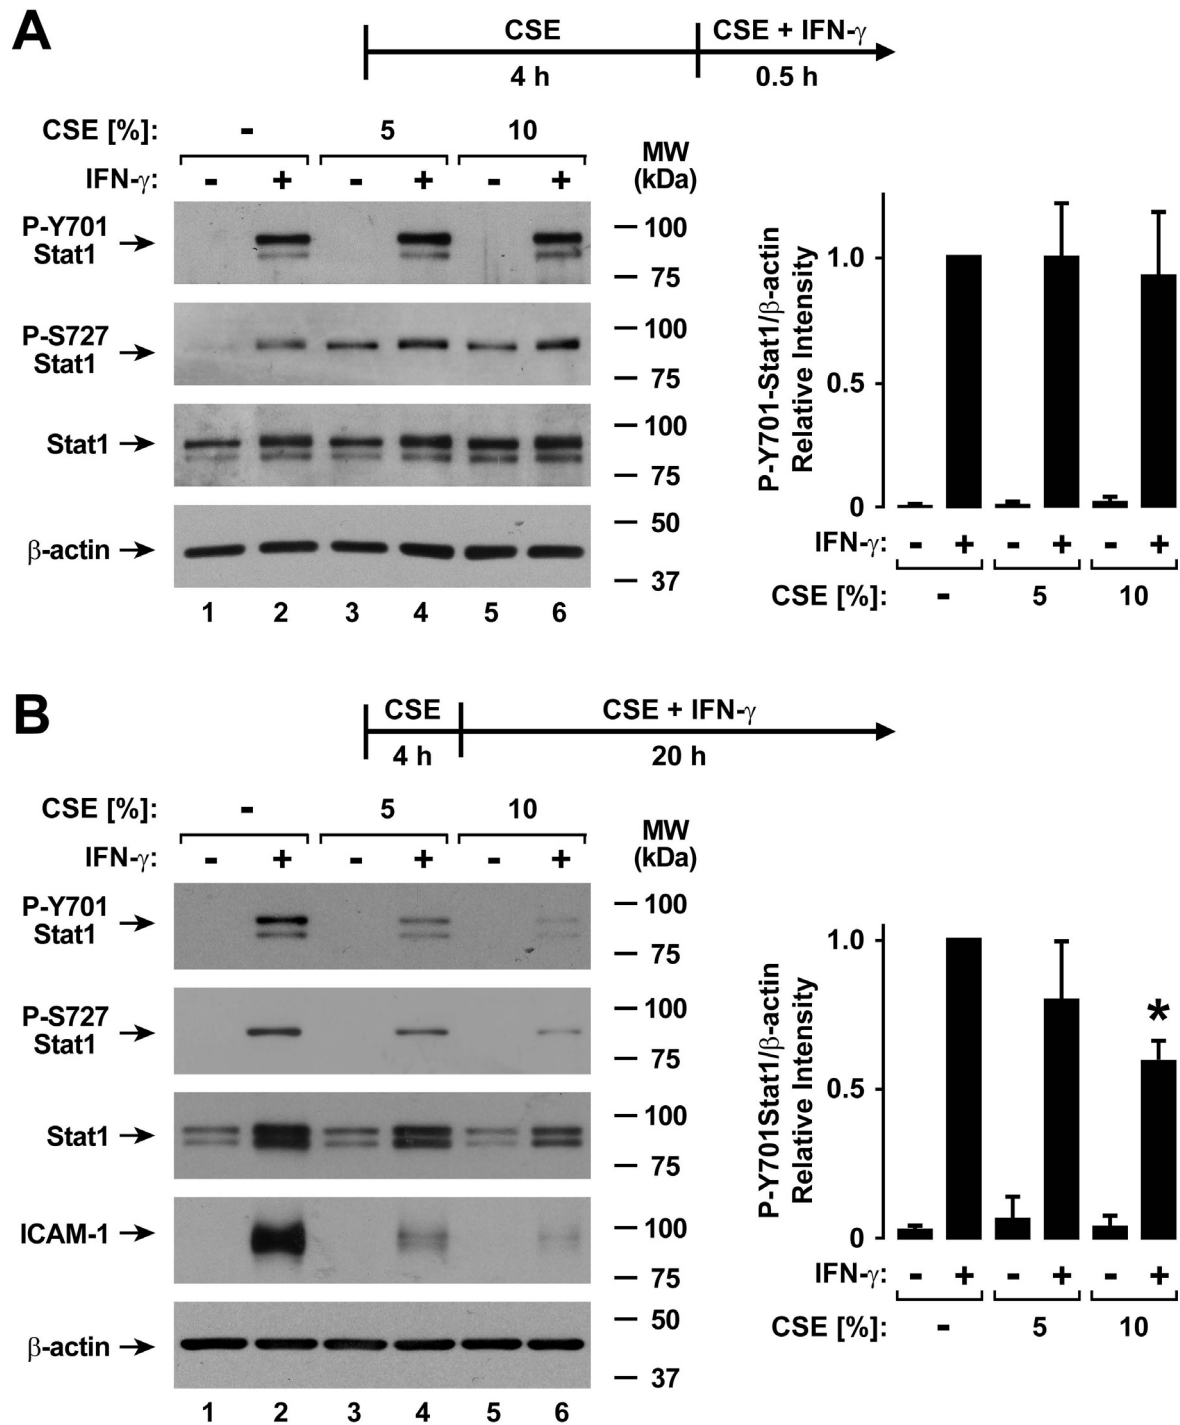 A
CSE
CSE + IFN-γ
4 h
0.5 h
CSE [%]: - 5 10
IFN-γ: - + - + - +
MW
(kDa)
P-Y701
Stat1
100
75
P-S727
Stat1
100
75
Stat1
100
75
β-actin
50
37
1 2 3 4 5 6
P-Y701-Stat1/β-actin
Relative Intensity
1.0
0.5
0
IFN-γ: - + - + - +
CSE [%]: - 5 10
B
CSE
CSE + IFN-γ
4 h
20 h
CSE [%]: - 5 10
IFN-γ: - + - + - +
MW
(kDa)
P-Y701
Stat1
100
75
P-S727
Stat1
100
75
Stat1
100
75
ICAM-1
100
75
β-actin
50
37
1 2 3 4 5 6
P-Y701Stat1/β-actin
Relative Intensity
1.0
0.5
0
*
IFN-γ: - + - + - +
CSE [%]: - 5 10